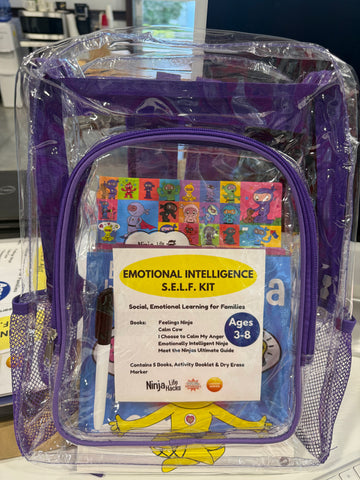 Ninja Life
EMOTIONAL INTELLIGENCE
S.E.L.F. KIT
Social, Emotional Learning for Families
Books: Feelings Ninja
Calm Cow
I Choose to Calm My Anger
Emotionally Intelligent Ninja
Meet the Ninjas Ultimate Guide
Ages
3-8
Contains 5 Books, Activity Booklet & Dry Erase
Marker
Ninja Life
Hacks